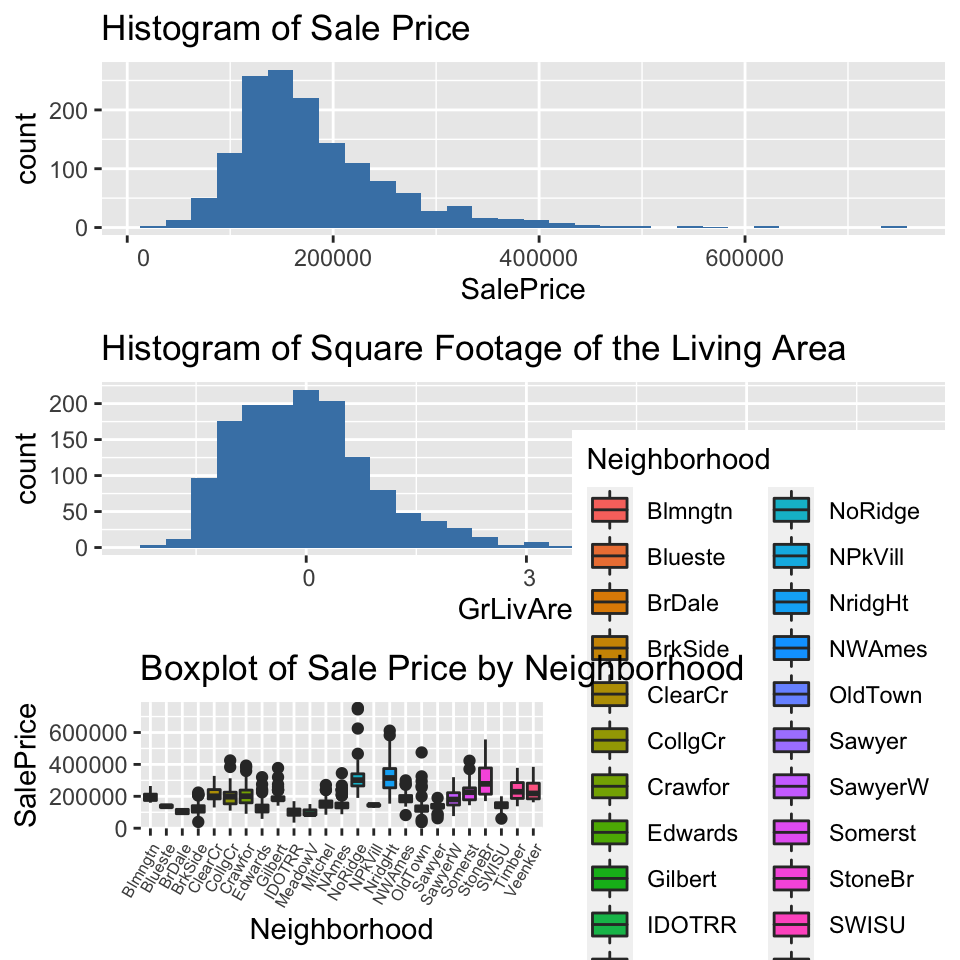 Histogram of Sale Price
count
200
100
0
0 200000 400000 600000
SalePrice
Histogram of Square Footage of the Living Area
count
200
150
100
50
0
0 3
GrLivAre
Neighborhood
Blmngtn NoRidge
Blueste NPkVill
BrDale NridgHt
BrkSide NWAmes
ClearCr OldTown
CollgCr Sawyer
Crawfor SawyerW
Edwards Somerst
Gilbert StoneBr
IDOTRR SWISU
Boxplot of Sale Price by Neighborhood
SalePrice
600000
400000
200000
0
Blmngtn
Blueste
BrDale
BrkSide
ClearCr
CollgCr
Crawfor
Edwards
Gilbert
IDOTRR
MeadowV
Mitchel
NAmes
NoRidge
NPkVill
NridgHt
NWAmes
OldTown
Sawyer
SawyerW
Somerst
StoneBr
SWISU
Timber
Veenker
Neighborhood